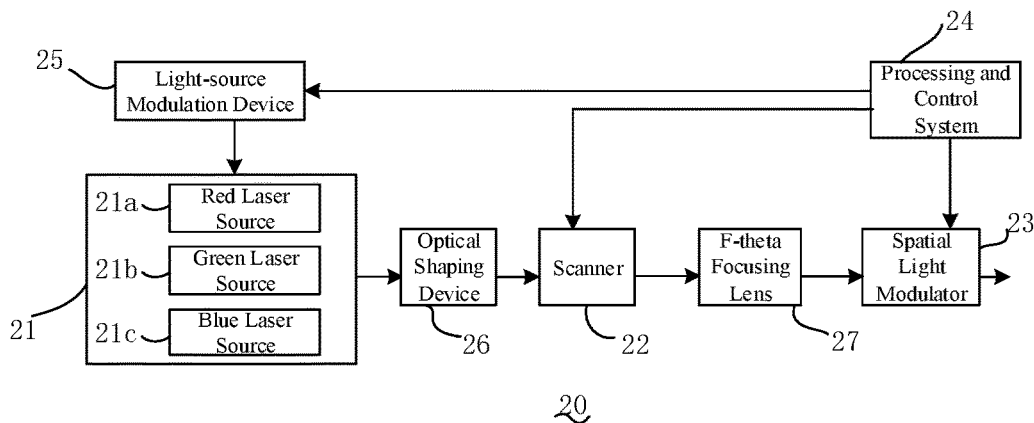 24
25
Light-source
Modulation Device
Processing and
Control
System
21a
Red Laser
Source
21b
Green Laser
Source
21c
Blue Laser
Source
21
Optical
Shaping
Device
26
Scanner
22
F-theta
Focusing
Lens
27
Spatial
Light
Modulator
23
20